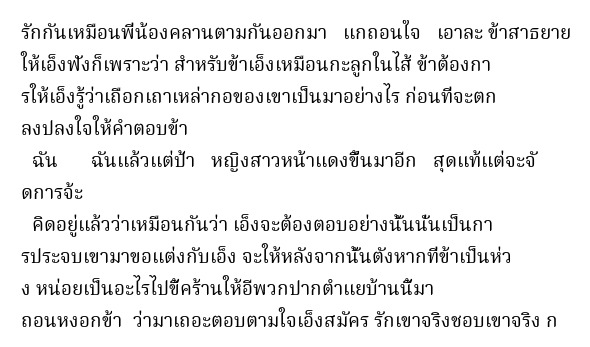 รักกันเหมือนพี่น้องคลานตามกันออกมา   แกถอนใจ   เอาละ ข้าสาธยาย
ให้เอ็งฟังก็เพราะว่า สำหรับข้าเอ็งเหมือนกะลูกในไส้ ข้าต้องกา
รให้เอ็งรู้ว่าเถือกเถาเหล่ากอของเขาเป็นมาอย่างไร ก่อนที่จะตก
ลงปลงใจให้คำตอบข้า
ฉัน      ฉันแล้วแต่ป้า   หญิงสาวหน้าแดงขึ้นมาอีก   สุดแท้แต่จะจั
ดการจ้ะ
คิดอยู่แล้วว่าเหมือนกันว่า เอ็งจะต้องตอบอย่างนั้นนั่นเป็นกา
รประจบเขามาขอแต่งกับเอ็ง จะให้หลังจากนั้นตังหากที่ข้าเป็นห่ว
ง หน่อยเป็นอะไรไปขี้คร้านให้อีพวกปากตำแยบ้านนี้มา
ถอนหงอกข้า  ว่ามาเถอะตอบตามใจเอ็งสมัคร รักเขาจริงชอบเขาจริง ก